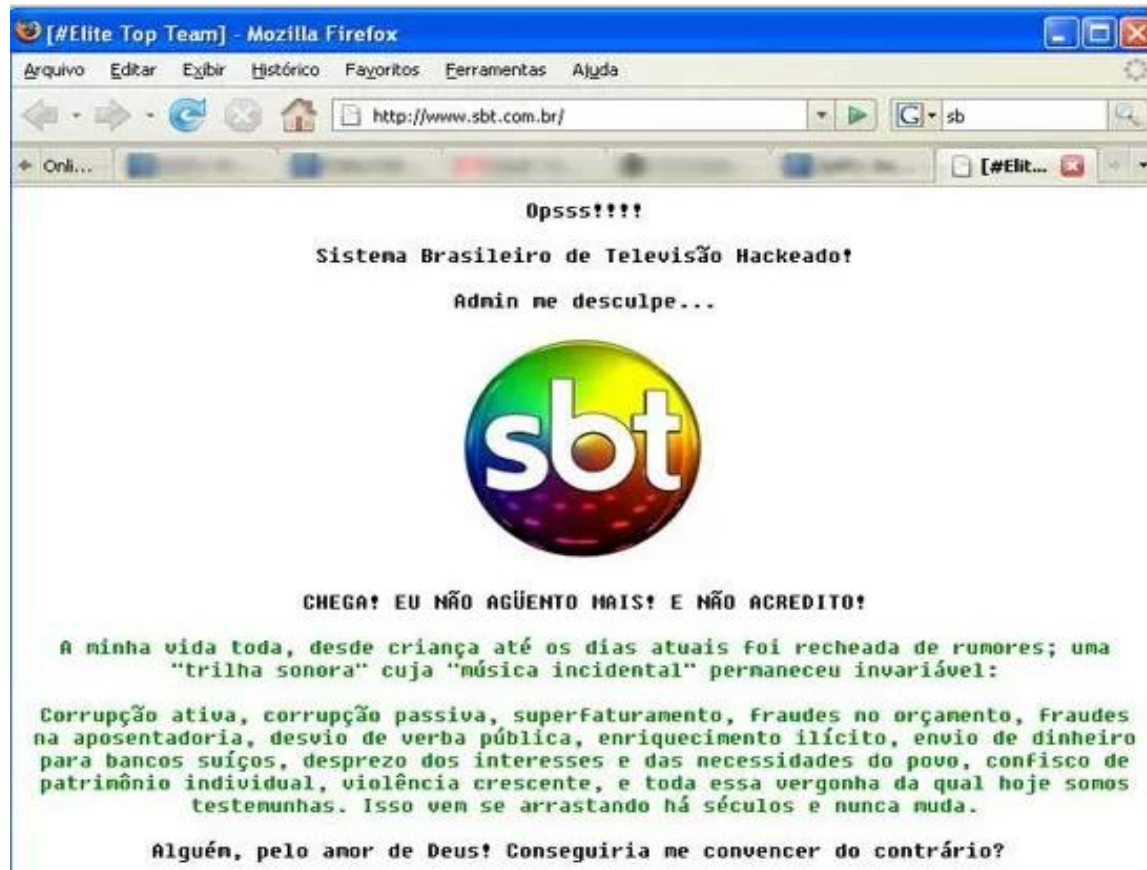 [#Elite Top Team] - Mozilla Firefox
Arquivo Editar Exibir Histórico Favoritos Ferramentas Ajuda
http://www.sbt.com.br/ G sb
Onli... [#Elit...
Opsss!!!!
Sistema Brasileiro de Televisão Hackeado!
Admin me desculpe...
sbt
CHEGA! EU NÃO AGÜENTO MAIS! E NÃO ACREDITO!
A minha vida toda, desde criança até os dias atuais foi recheada de rumores; uma
"trilha sonora" cuja "música incidental" permaneceu invariável:
Corrupção ativa, corrupção passiva, superfaturamento, fraudes no orçamento, fraudes
na aposentadoria, desvio de verba pública, enriquecimento ilícito, envio de dinheiro
para bancos suíços, desprezo dos interesses e das necessidades do povo, confisco de
patrimônio individual, violência crescente, e toda essa vergonha da qual hoje somos
testemunhas. Isso vem se arrastando há séculos e nunca muda.
Alguém, pelo amor de Deus! Conseguiria me convencer do contrário?